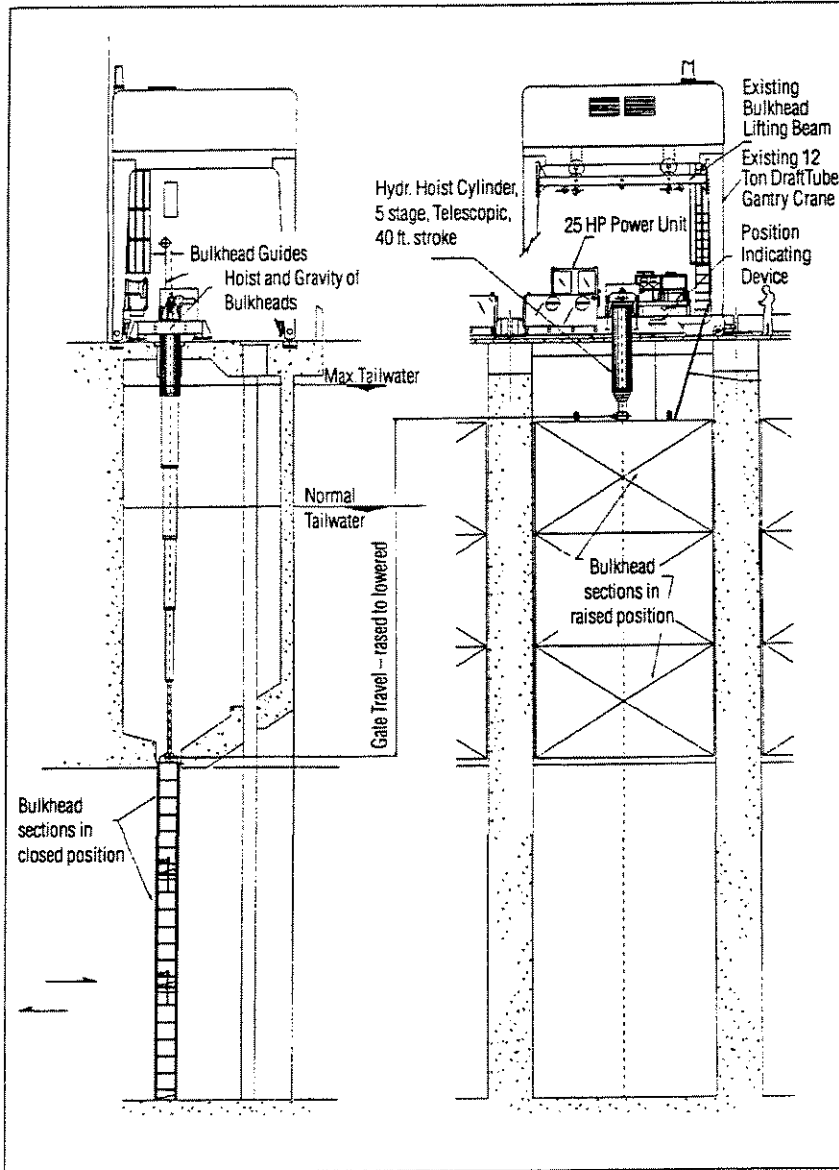 Existing
Bulkhead
Lifting Beam
Existing 12
Ton DraftTube
Gantry Crane
Position
Indicating
Device
Hydr. Hoist Cylinder,
5 stage, Telescopic,
40 ft. stroke
25 HP Power Unit
Bulkhead Guides
Hoist and Gravity of
Bulkheads
Max. Tailwater
Normal
Tailwater
Gate Travel – rased to lowered
Bulkhead
sections in
raised position
Bulkhead
sections in
closed position